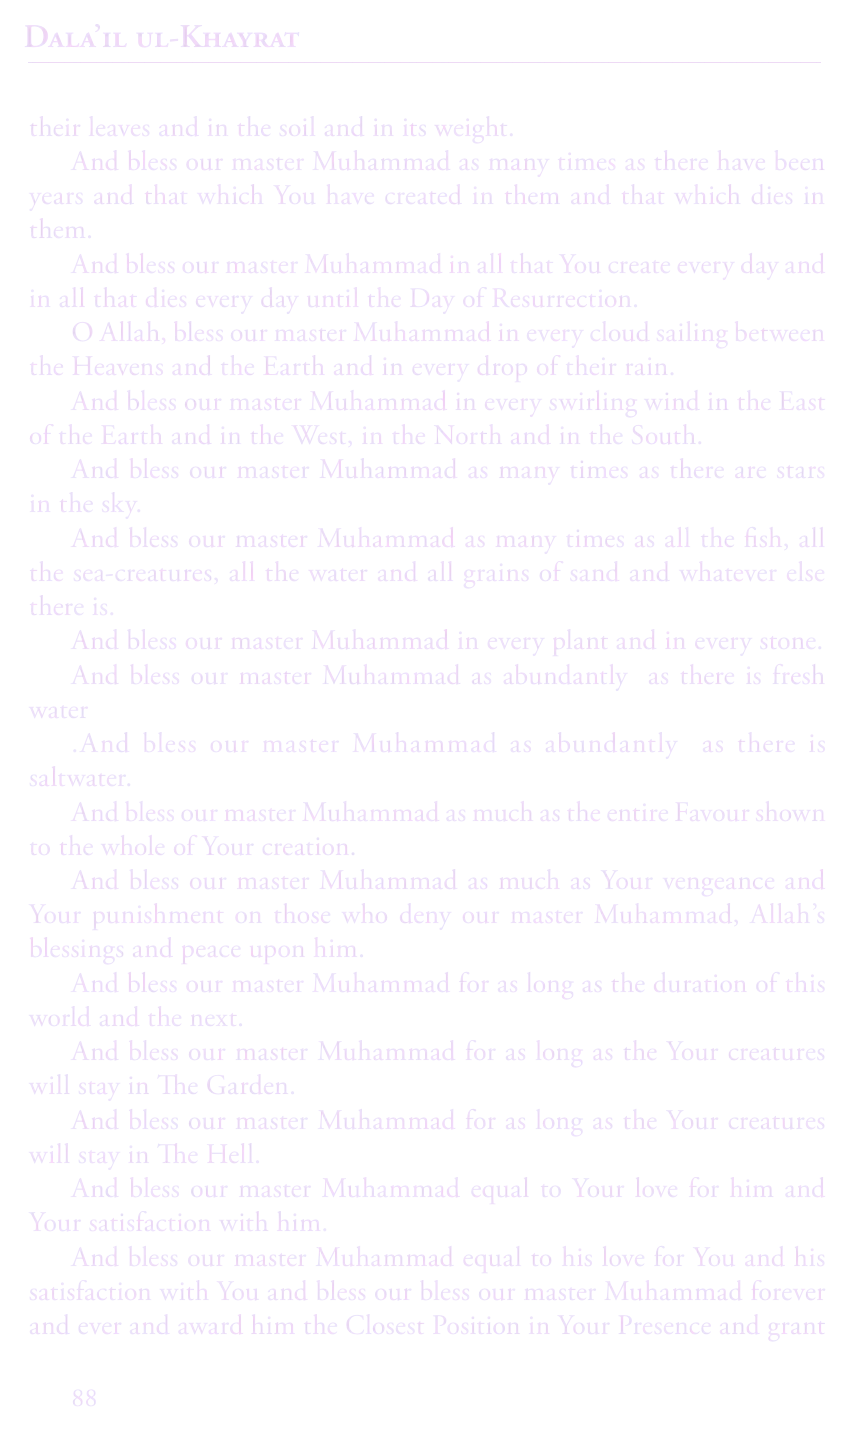 Dala’il ul-Khayrat
their leaves and in the soil and in its weight.
And bless our master Muhammad as many times as there have been
years and that which You have created in them and that which dies in
them.
And bless our master Muhammad in all that You create every day and
in all that dies every day until the Day of Resurrection.
O Allah, bless our master Muhammad in every cloud sailing between
the Heavens and the Earth and in every drop of their rain.
And bless our master Muhammad in every swirling wind in the East
of the Earth and in the West, in the North and in the South.
And bless our master Muhammad as many times as there are stars
in the sky.
And bless our master Muhammad as many times as all the fish, all
the sea-creatures, all the water and all grains of sand and whatever else
there is.
And bless our master Muhammad in every plant and in every stone.
And bless our master Muhammad as abundantly as there is fresh
water
.And bless our master Muhammad as abundantly as there is
saltwater.
And bless our master Muhammad as much as the entire Favour shown
to the whole of Your creation.
And bless our master Muhammad as much as Your vengeance and
Your punishment on those who deny our master Muhammad, Allah’s
blessings and peace upon him.
And bless our master Muhammad for as long as the duration of this
world and the next.
And bless our master Muhammad for as long as the Your creatures
will stay in The Garden.
And bless our master Muhammad for as long as the Your creatures
will stay in The Hell.
And bless our master Muhammad equal to Your love for him and
Your satisfaction with him.
And bless our master Muhammad equal to his love for You and his
satisfaction with You and bless our bless our master Muhammad forever
and ever and award him the Closest Position in Your Presence and grant
88